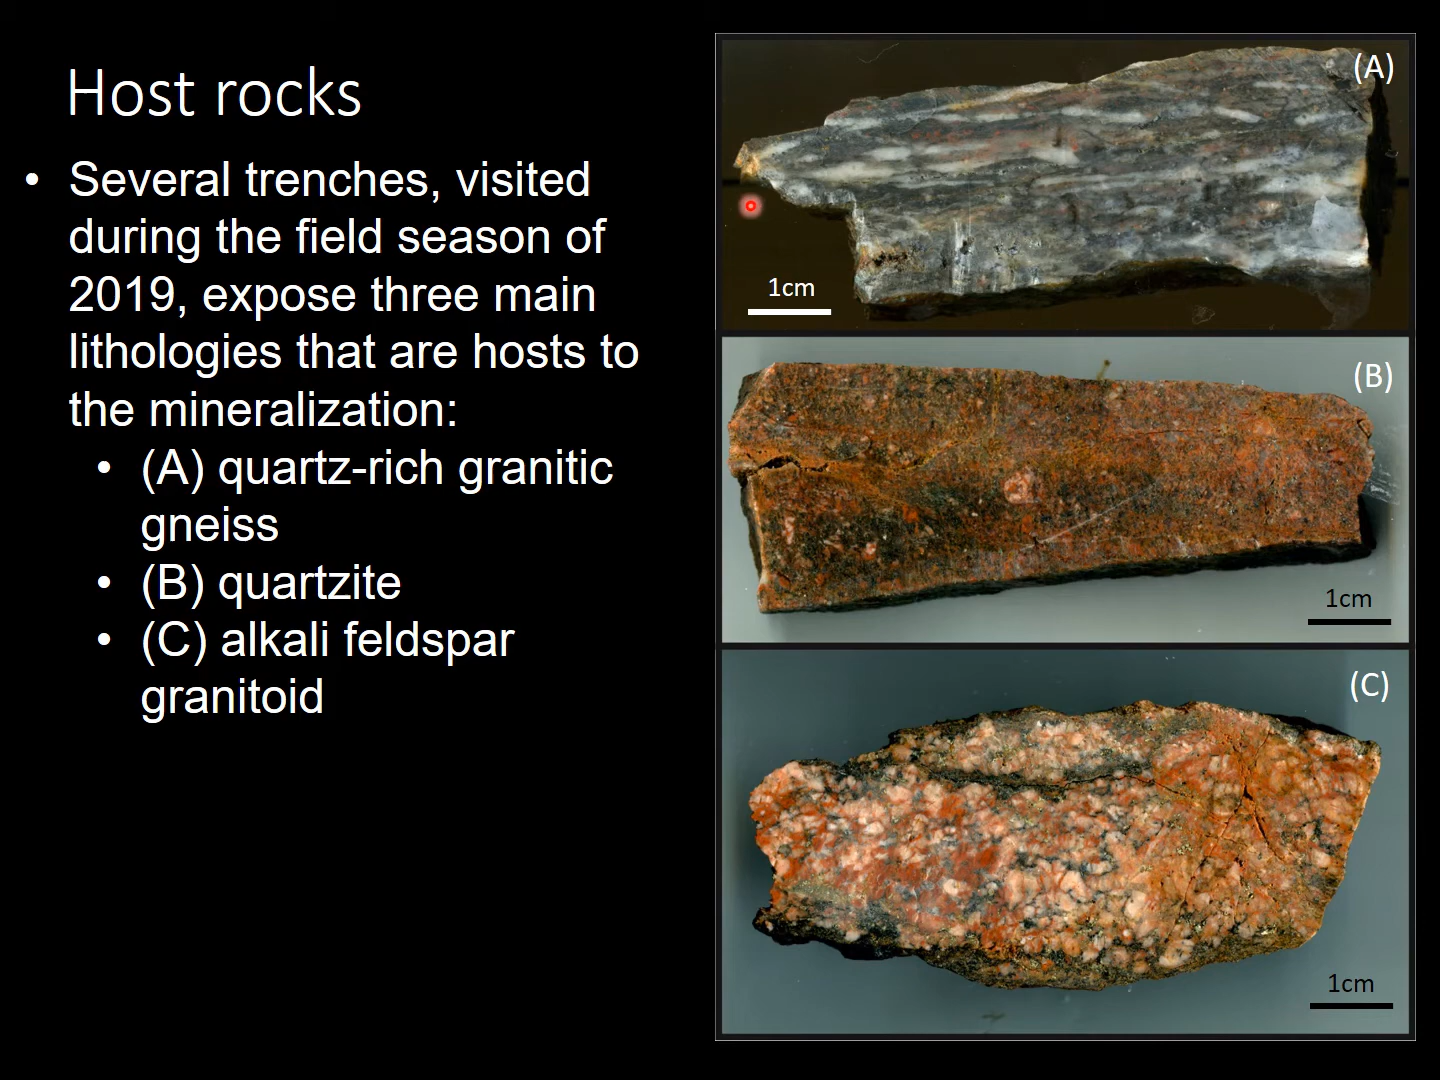 Host rocks
• Several trenches, visited
during the field season of
2019, expose three main
lithologies that are hosts to
the mineralization:
• (A) quartz-rich granitic
gneiss
• (B) quartzite
• (C) alkali feldspar
granitoid
(A)
1cm
(B)
1cm
(C)
1cm